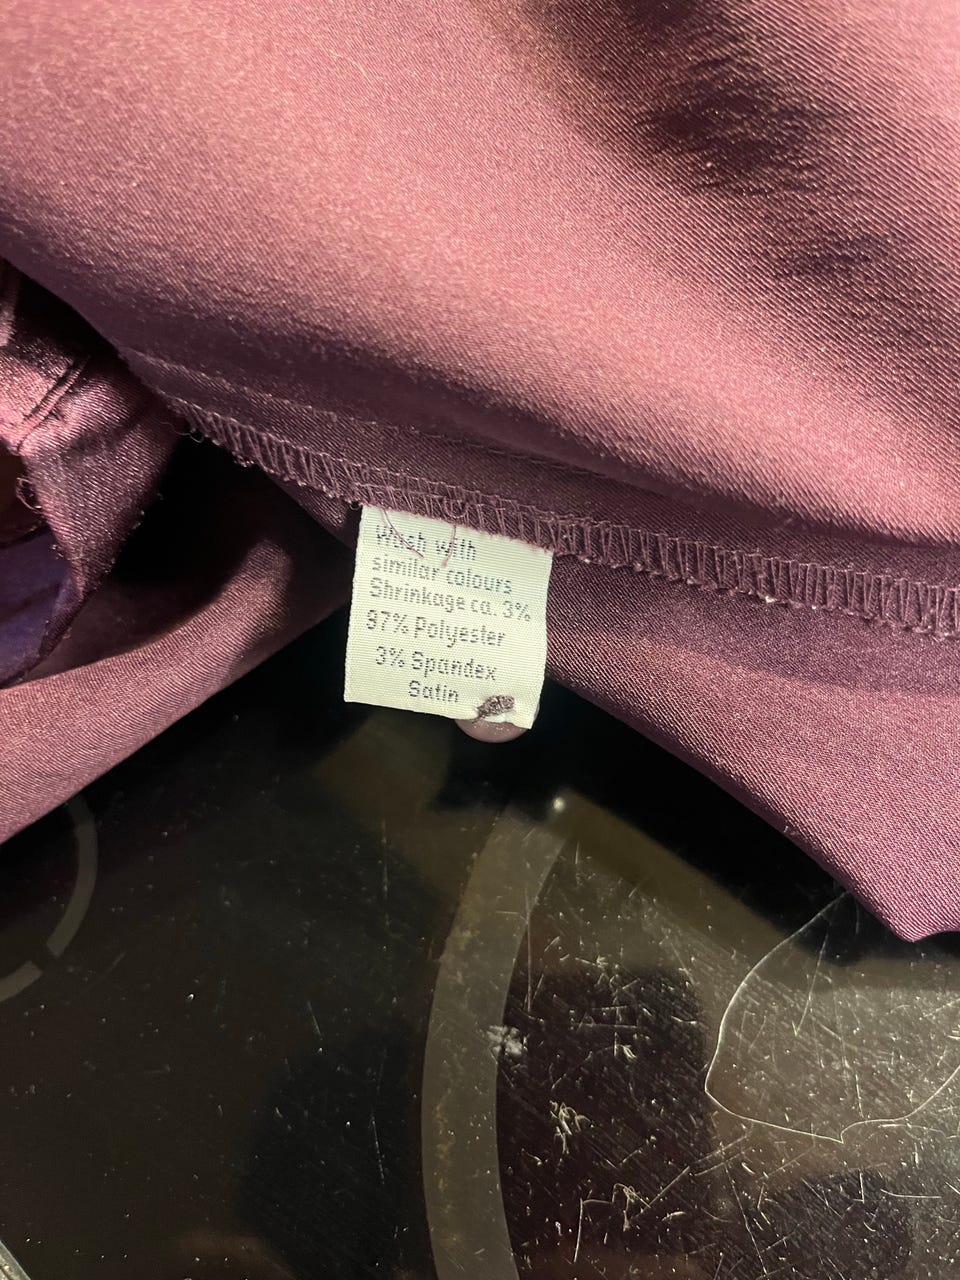 Wash with
similar colours
Shrinkage ca. 3%
97% Polyester
3% Spandex
Satin